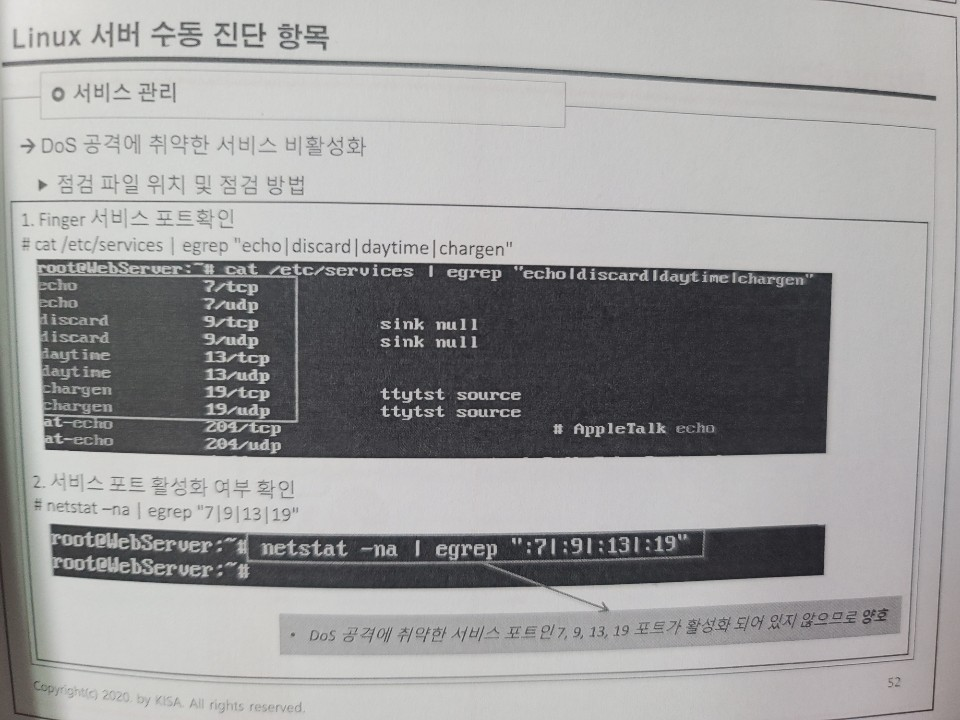 Linux 서버 수동 진단 항목
서비스 관리
→ DoS 공격에 취약한 서비스 비활성화
▶ 점검 파일 위치 및 점검 방법
1. Finger 서비스 포트확인
# cat /etc/services | egrep "echo|discard|daytime|chargen"
root@WebServer:~# cat /etc/services | egrep "echo|discard|daytime|chargen"
echo 7/tcp
echo 7/udp
discard 9/tcp sink null
discard 9/udp sink null
daytime 13/tcp
daytime 13/udp
chargen 19/tcp ttytst source
chargen 19/udp ttytst source
at-echo 204/tcp # AppleTalk echo
at-echo 204/udp
2. 서비스 포트 활성화 여부 확인
# netstat –na | egrep "7|9|13|19"
root@WebServer:~# netstat -na | egrep ":7|:9|:13|:19"
root@WebServer:~#
• DoS 공격에 취약한 서비스 포트인 7, 9, 13, 19 포트가 활성화 되어 있지 않으므로 양호
52
Copyright(c) 2020. by KISA. All rights reserved.